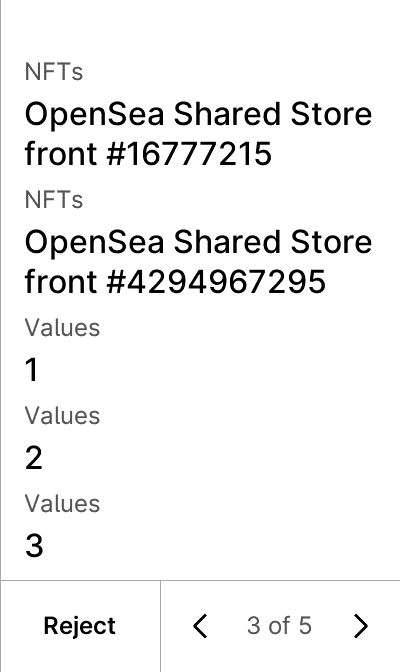 NFTs
OpenSea Shared Store
front #16777215
NFTs
OpenSea Shared Store
front #4294967295
Values
1
Values
2
Values
3
Reject
3 of 5